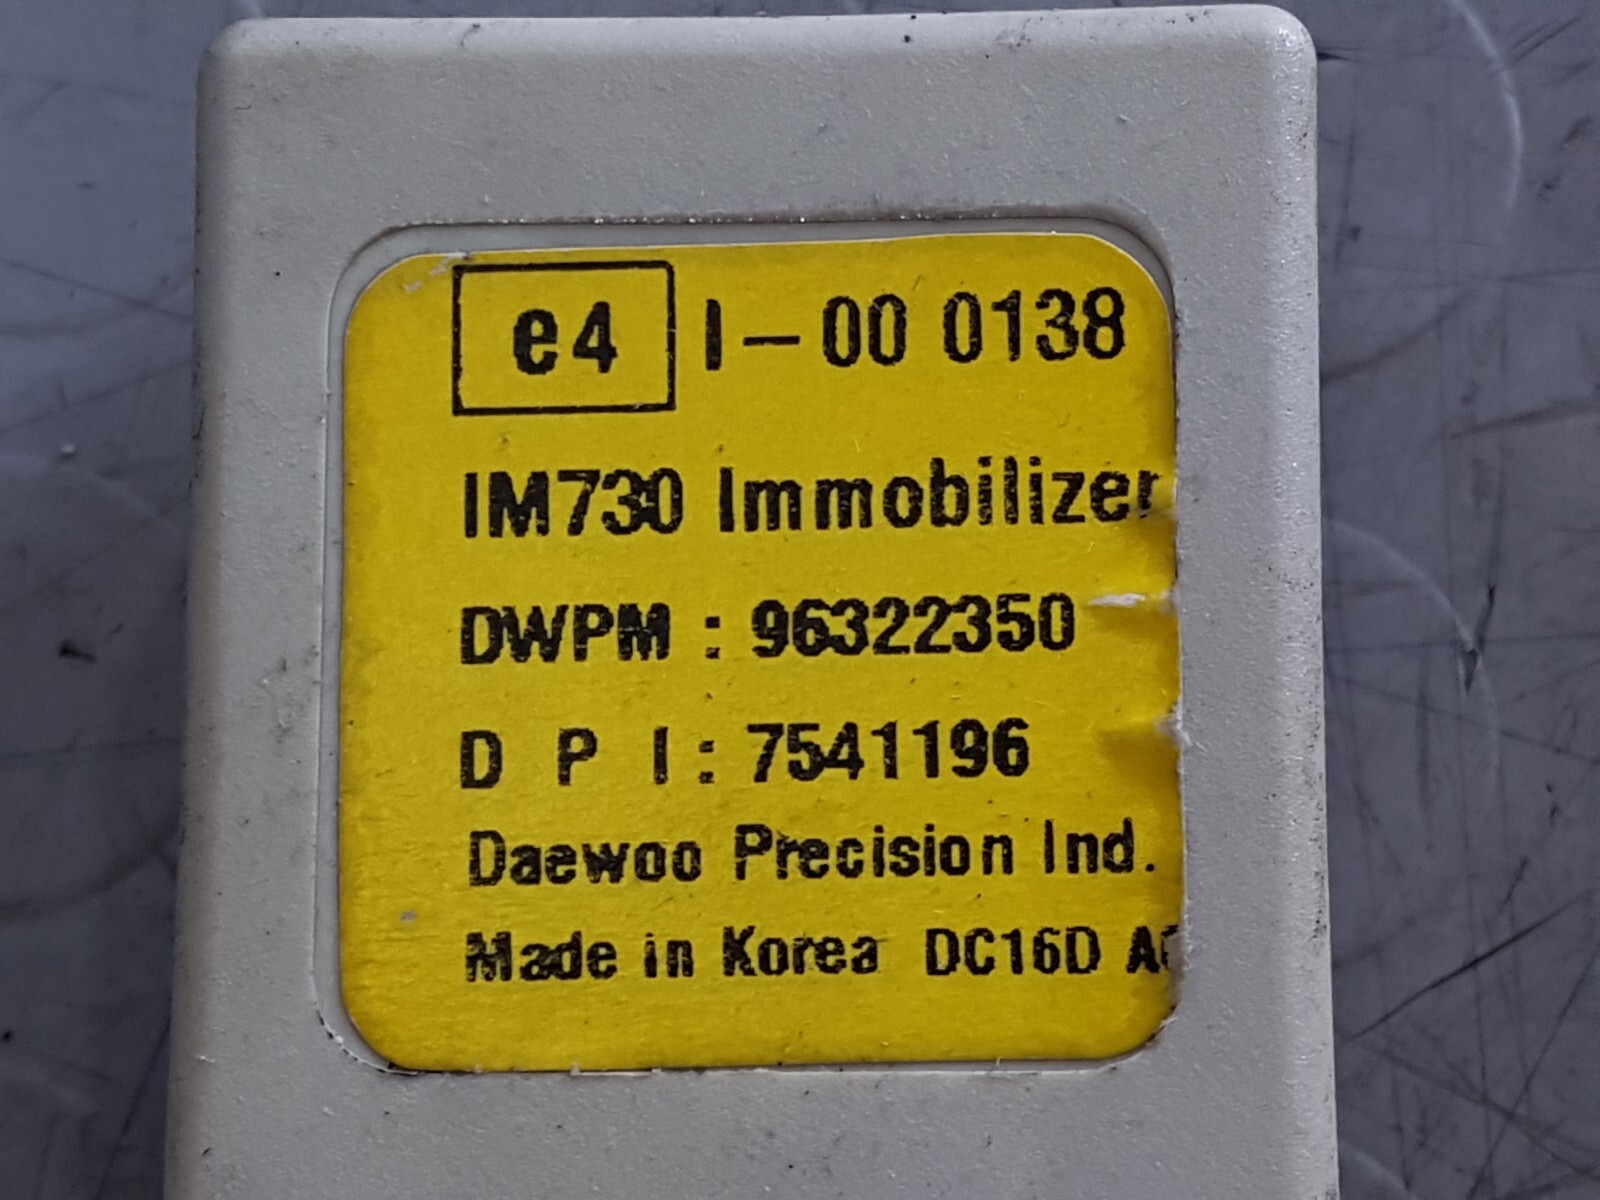 e4 I-00 0138
IM730 Immobilizer
DWPM : 96322350
D P I : 7541196
Daewoo Precision Ind.
Made in Korea DC16D